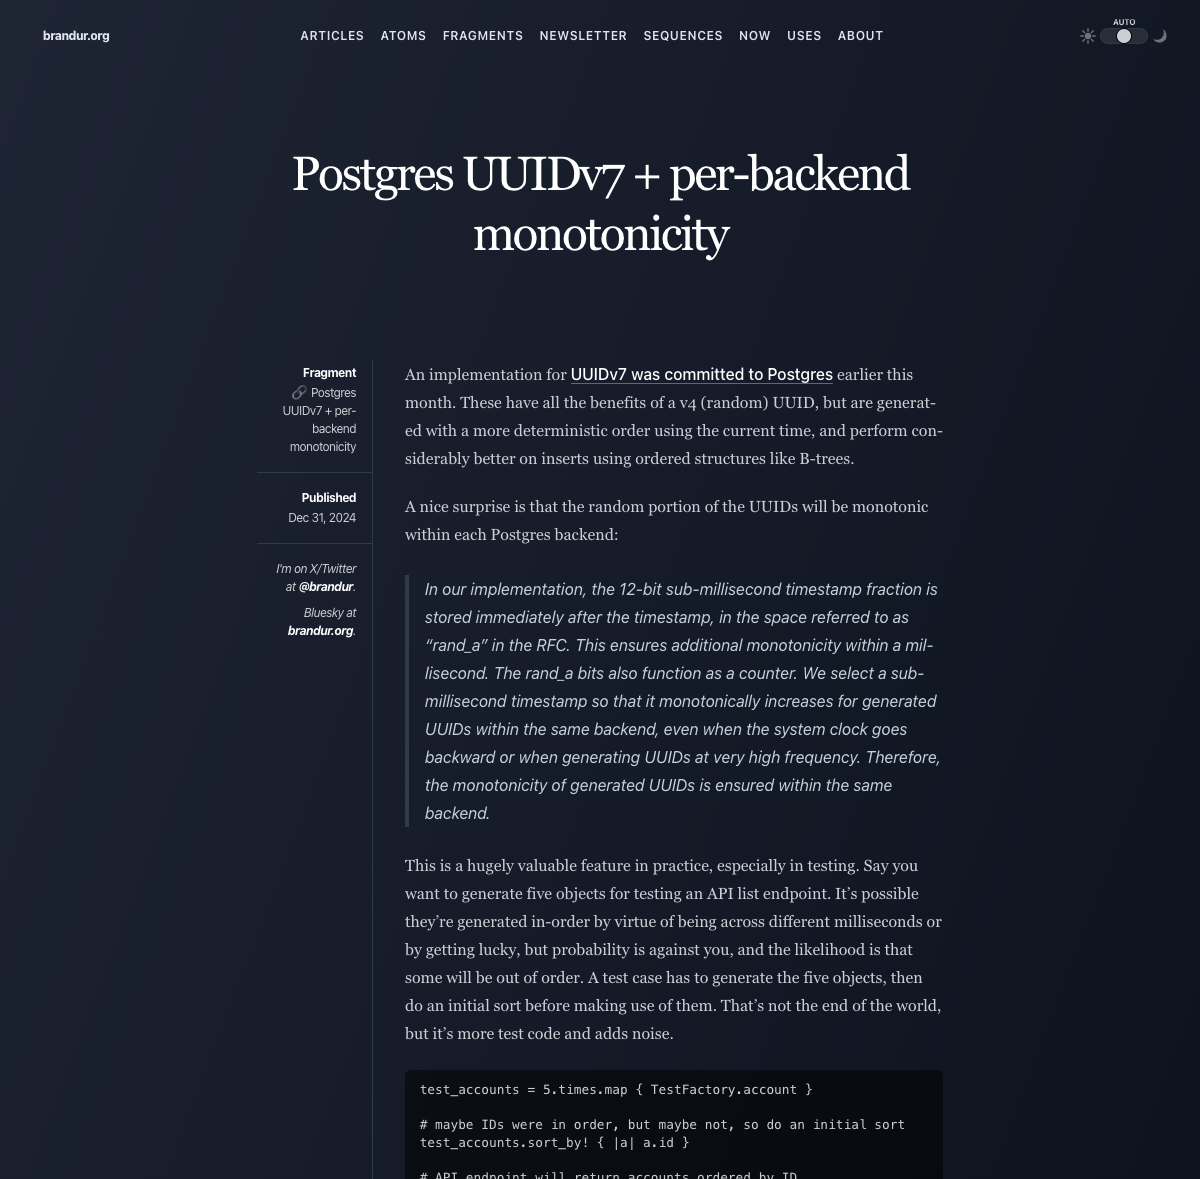 brandur.org
ARTICLES ATOMS FRAGMENTS NEWSLETTER SEQUENCES NOW USES ABOUT
AUTO
Postgres UUIDv7 + per-backend
monotonicity
Fragment
Postgres
UUIDv7 + per-
backend
monotonicity
Published
Dec 31, 2024
I'm on X/Twitter
at @brandur.
Bluesky at
brandur.org.
An implementation for UUIDv7 was committed to Postgres earlier this
month. These have all the benefits of a v4 (random) UUID, but are generat-
ed with a more deterministic order using the current time, and perform con-
siderably better on inserts using ordered structures like B-trees.
A nice surprise is that the random portion of the UUIDs will be monotonic
within each Postgres backend:
In our implementation, the 12-bit sub-millisecond timestamp fraction is
stored immediately after the timestamp, in the space referred to as
“rand_a” in the RFC. This ensures additional monotonicity within a mil-
lisecond. The rand_a bits also function as a counter. We select a sub-
millisecond timestamp so that it monotonically increases for generated
UUIDs within the same backend, even when the system clock goes
backward or when generating UUIDs at very high frequency. Therefore,
the monotonicity of generated UUIDs is ensured within the same
backend.
This is a hugely valuable feature in practice, especially in testing. Say you
want to generate five objects for testing an API list endpoint. It’s possible
they’re generated in-order by virtue of being across different milliseconds or
by getting lucky, but probability is against you, and the likelihood is that
some will be out of order. A test case has to generate the five objects, then
do an initial sort before making use of them. That’s not the end of the world,
but it’s more test code and adds noise.
test_accounts = 5.times.map { TestFactory.account }
# maybe IDs were in order, but maybe not, so do an initial sort
test_accounts.sort_by! { |a| a.id }
# API endpoint will return accounts ordered by ID